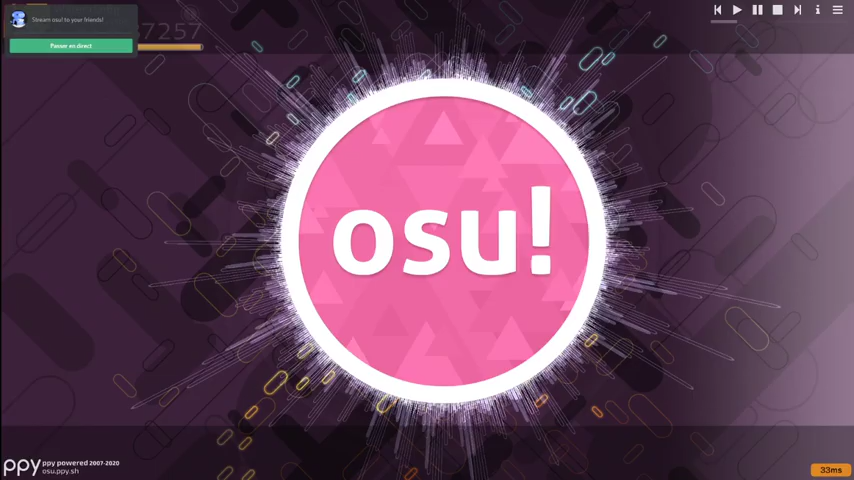 Stream osu! to your friends!
Passer en direct
7257
osu!
ppy
ppy powered 2007-2020
osu.ppy.sh
33ms